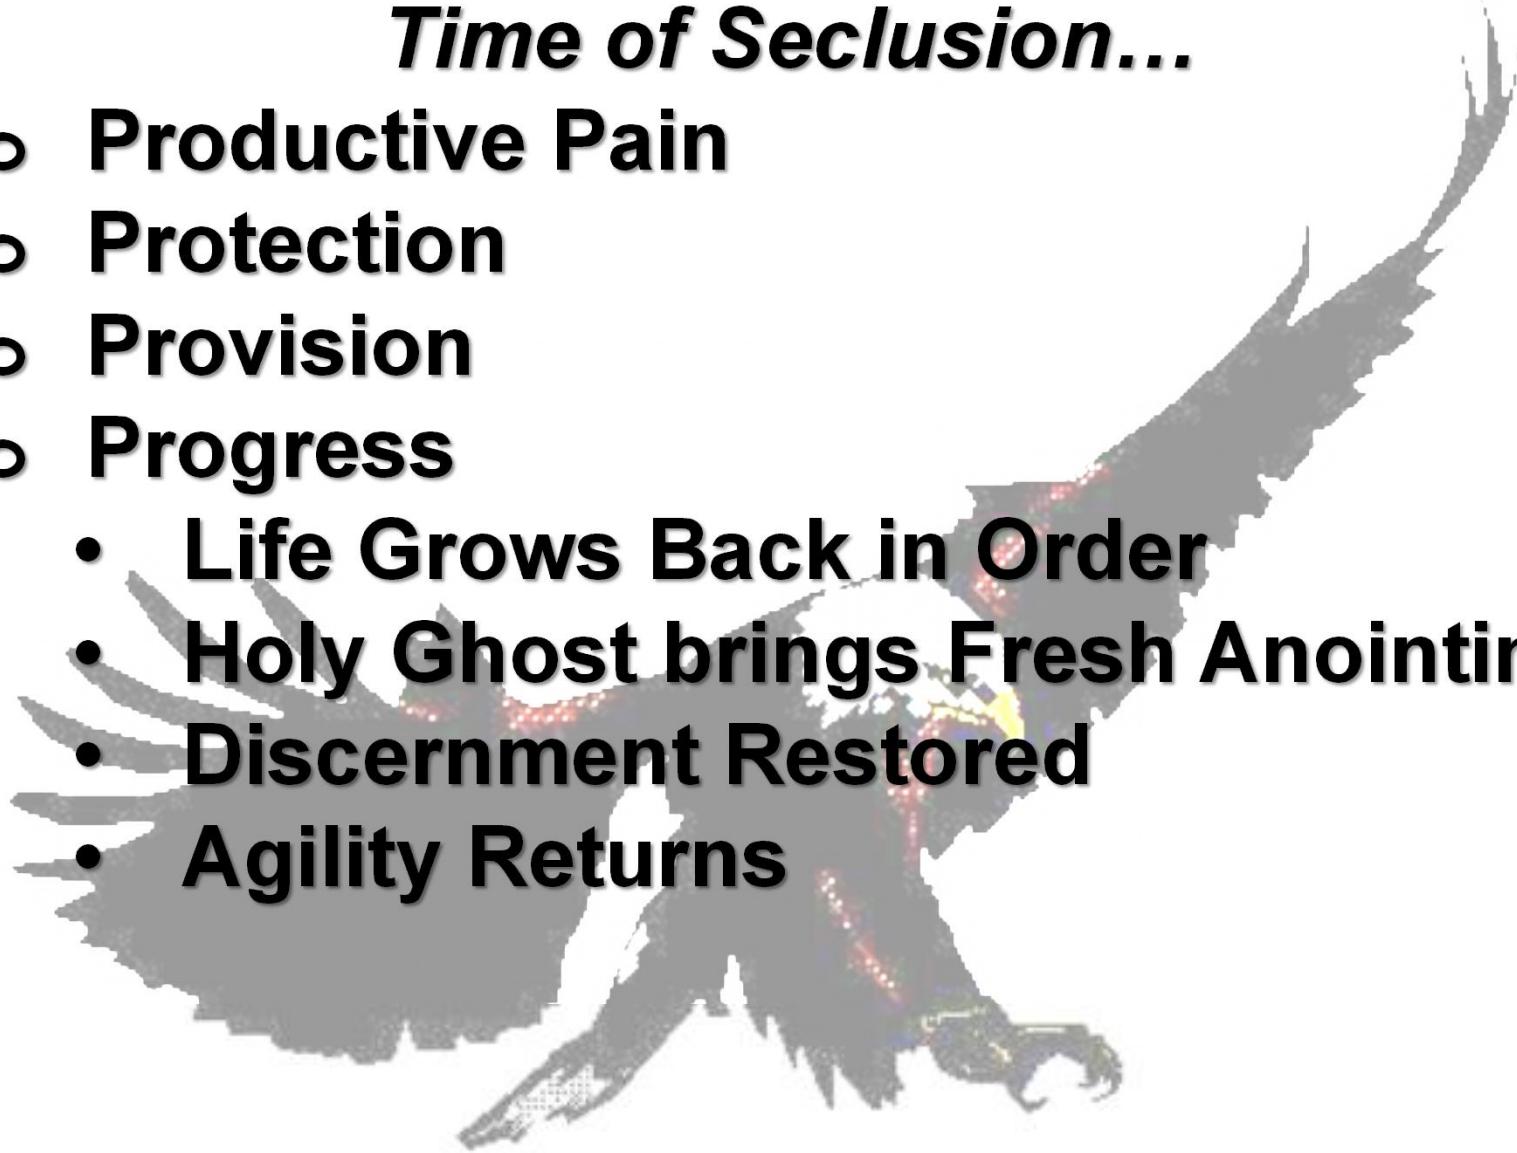 Time of Seclusion…
o Productive Pain
o Protection
o Provision
o Progress
• Life Grows Back in Order
• Holy Ghost brings Fresh
• Discernment Restored
• Agility Returns